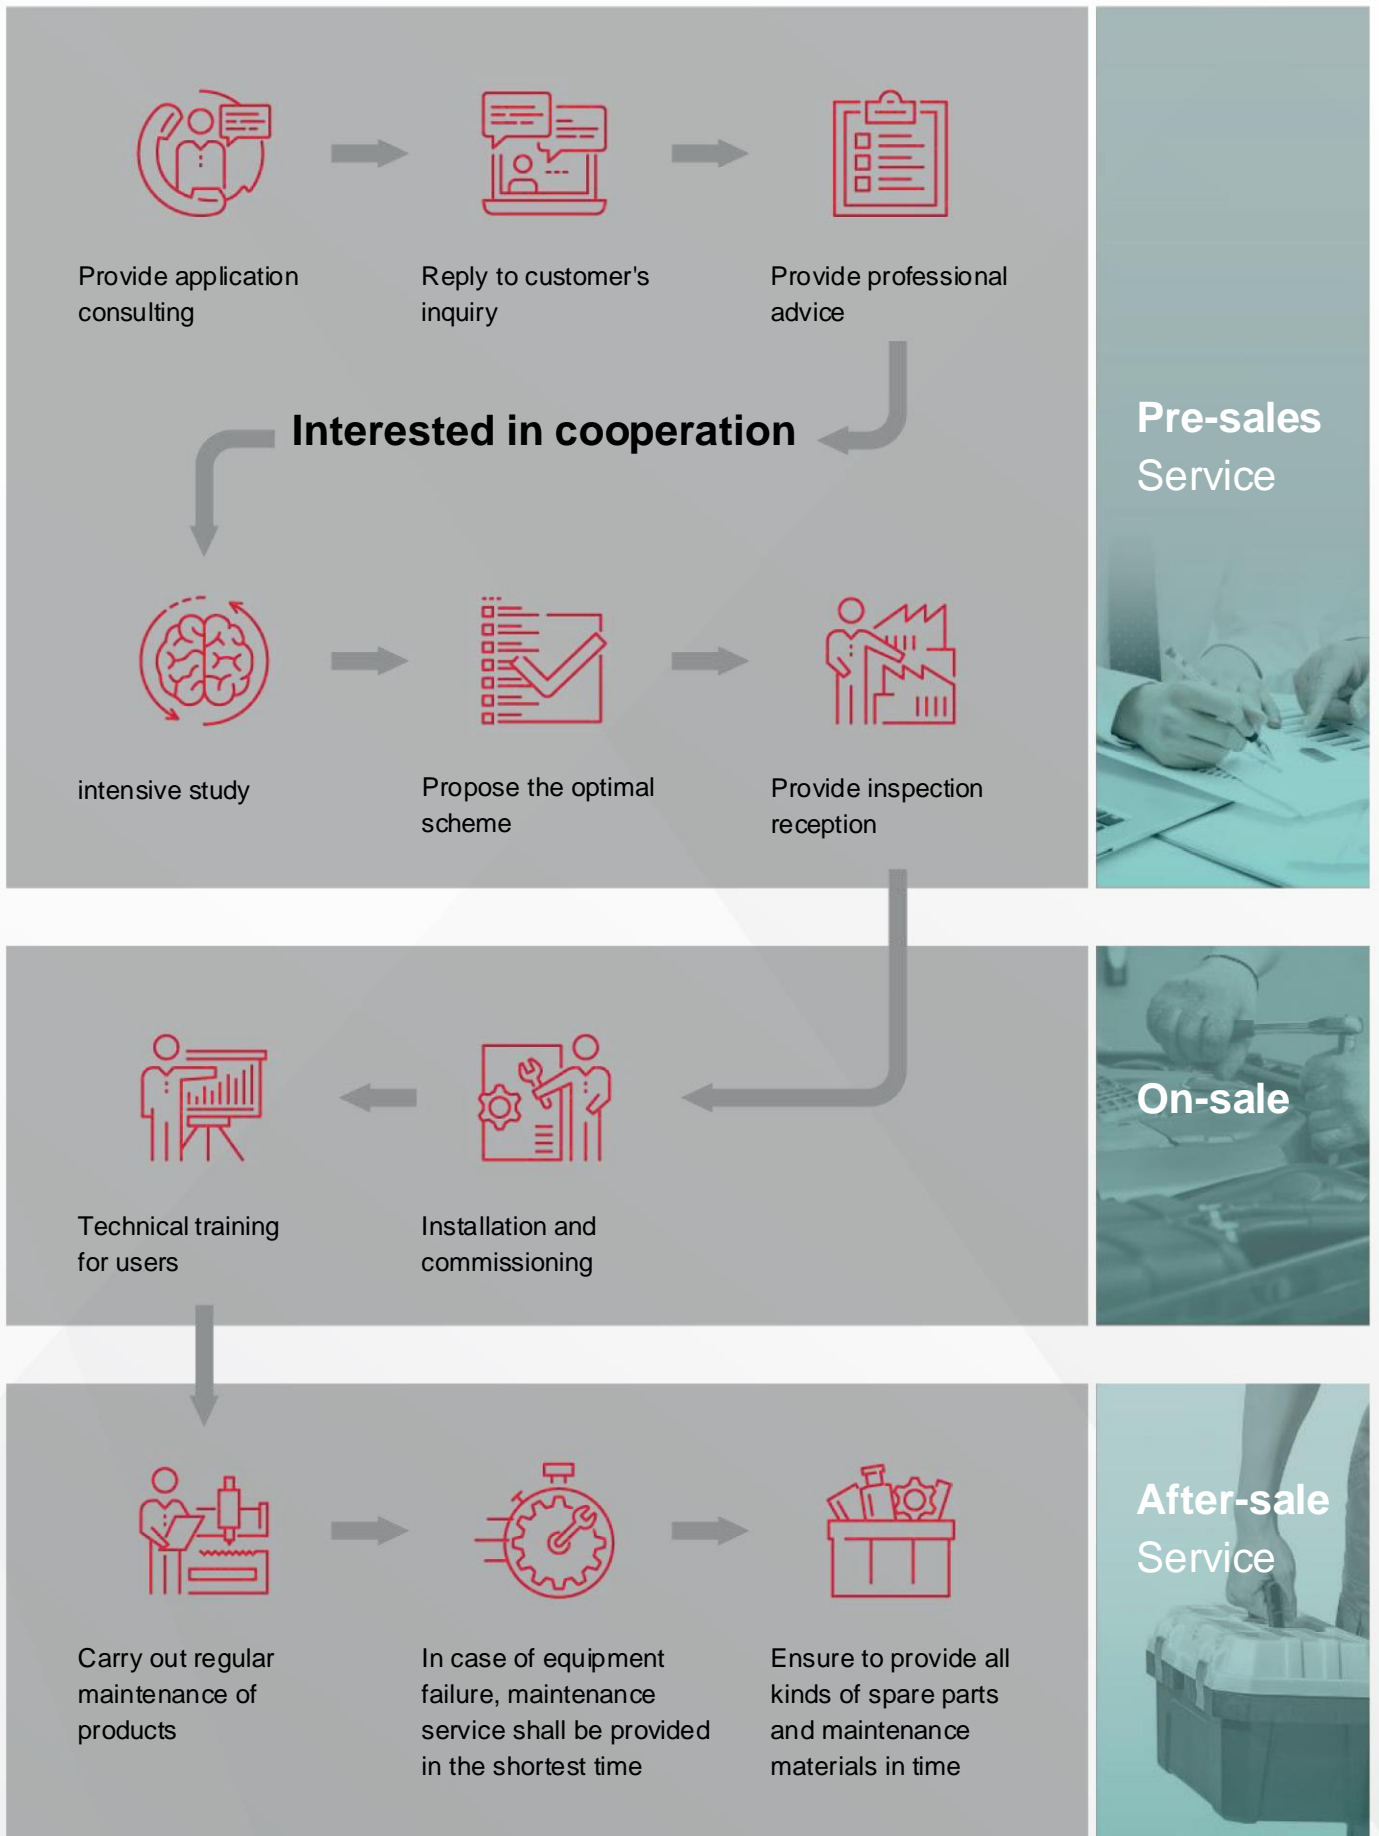 Provide application
consulting
Reply to customer's
inquiry
Provide professional
advice
Interested in cooperation
Pre-sales
Service
intensive study
Propose the optimal
scheme
Provide inspection
reception
Technical training
for users
Installation and
commissioning
On-sale
Carry out regular
maintenance of
products
In case of equipment
failure, maintenance
service shall be provided
in the shortest time
Ensure to provide all
kinds of spare parts
and maintenance
materials in time
After-sale
Service